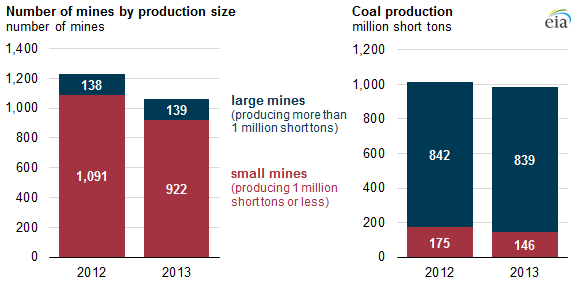 Number of mines by production size
number of mines
1,400
1,200
1,000
800
600
400
200
0
138
1,091
139
922
2012
2013
large mines
(producing more than
1 million short tons)
small mines
(producing 1 million
short tons or less)
Coal production
million short tons
eia
1,200
1,000
800
600
400
200
0
842
175
839
146
2012
2013